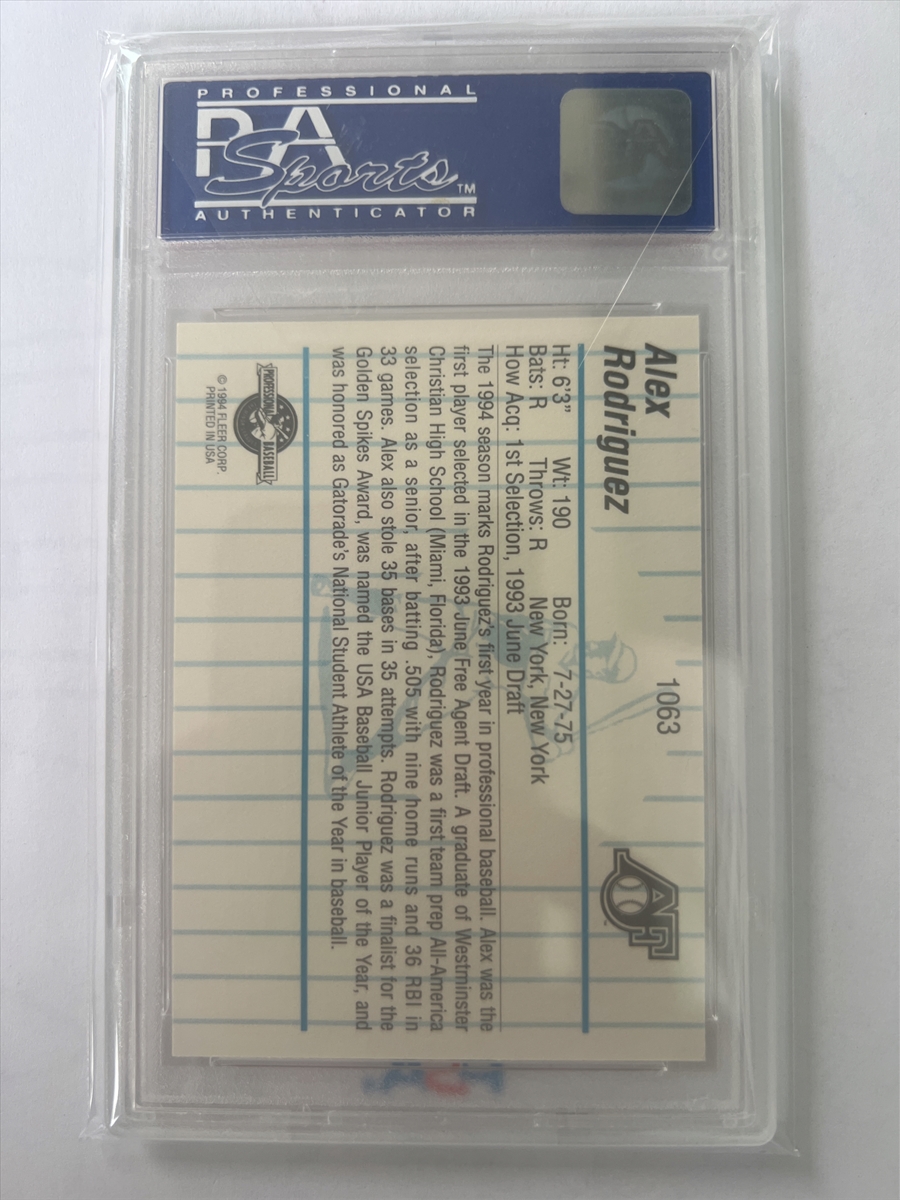 PROFESSIONAL
PSA
Sports™
AUTHENTICATOR
Alex
Rodriguez
1063
AFT
Ht: 6'3" Wt: 190 Born: 7-27-75
Bats: R Throws: R New York, New York
How Acq: 1st Selection, 1993 June Draft
The 1994 season marks Rodriguez's first year in professional baseball. Alex was the
first player selected in the 1993 June Free Agent Draft. A graduate of Westminster
Christian High School (Miami, Florida), Rodriguez was a first team prep All-America
selection as a senior, after batting .505 with nine home runs and 36 RBI in
33 games. Alex also stole 35 bases in 35 attempts. Rodriguez was a finalist for the
Golden Spikes Award, was named the USA Baseball Junior Player of the Year, and
was honored as Gatorade's National Student Athlete of the Year in baseball.
PROFESSIONAL
BASEBALL
© 1994 FLEER CORP.
PRINTED IN USA